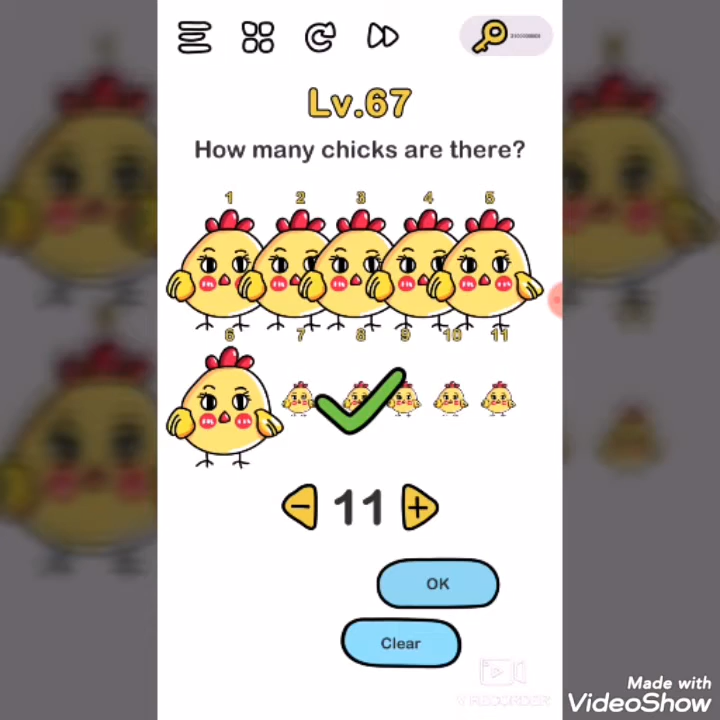 Lv.67
How many chicks are there?
1 2 3 4 5
6 7 8 9 10 11
11
OK
Clear
V RECORDER
Made with
VideoShow